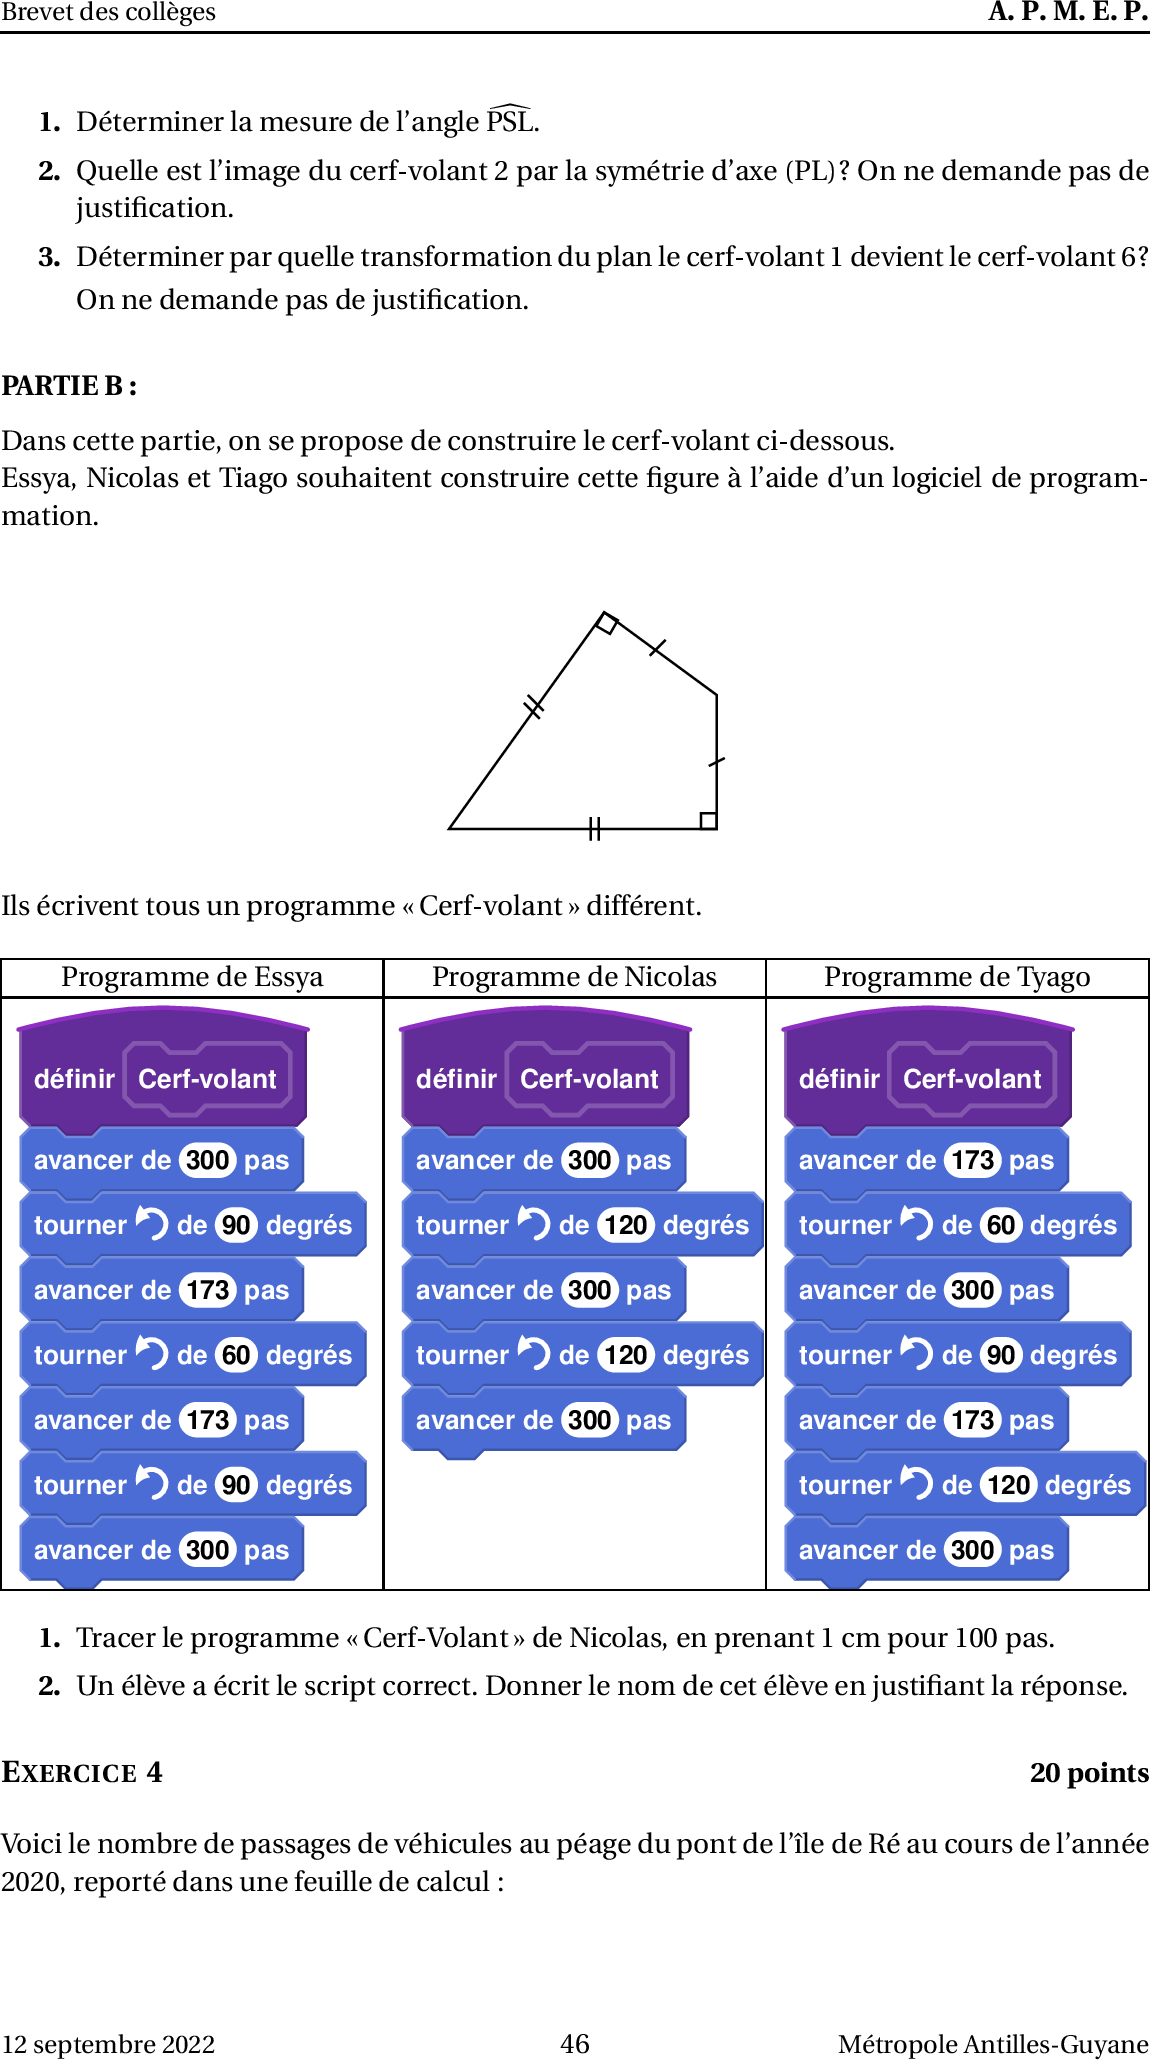 Brevet des collèges A. P. M. E. P.
1. Déterminer la mesure de l'angle PSL.
2. Quelle est l'image du cerf-volant 2 par la symétrie d'axe (PL) ? On ne demande pas de
justification.
3. Déterminer par quelle transformation du plan le cerf-volant 1 devient le cerf-volant 6 ?
On ne demande pas de justification.
PARTIE B :
Dans cette partie, on se propose de construire le cerf-volant ci-dessous.
Essya, Nicolas et Tiago souhaitent construire cette figure à l'aide d'un logiciel de program-
mation.
Ils écrivent tous un programme « Cerf-volant » différent.
Programme de Essya Programme de Nicolas Programme de Tyago
définir Cerf-volant définir Cerf-volant définir Cerf-volant
avancer de 300 pas avancer de 300 pas avancer de 173 pas
tourner de 90 degrés tourner de 120 degrés tourner de 60 degrés
avancer de 173 pas avancer de 300 pas avancer de 300 pas
tourner de 60 degrés tourner de 120 degrés tourner de 90 degrés
avancer de 173 pas avancer de 300 pas avancer de 173 pas
tourner de 90 degrés tourner de 120 degrés
avancer de 300 pas avancer de 300 pas
1. Tracer le programme « Cerf-Volant » de Nicolas, en prenant 1 cm pour 100 pas.
2. Un élève a écrit le script correct. Donner le nom de cet élève en justifiant la réponse.
EXERCICE 4 20 points
Voici le nombre de passages de véhicules au péage du pont de l'île de Ré au cours de l'année
2020, reporté dans une feuille de calcul :
12 septembre 2022 46 Métropole Antilles-Guyane